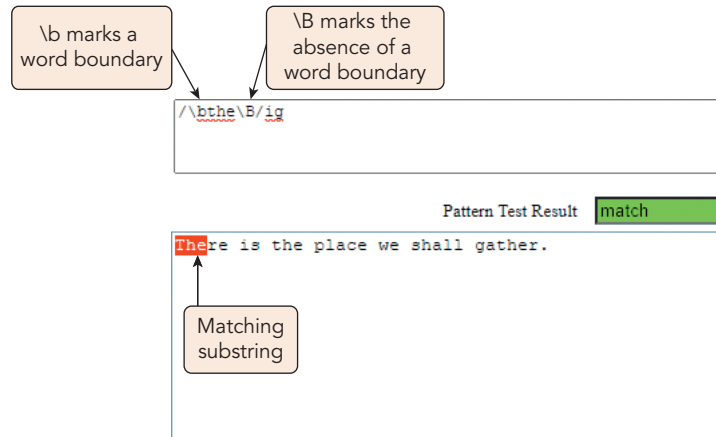 \b marks a
word boundary
\B marks the
absence of a
word boundary
/\bthe\B/ig
Pattern Test Result match
There is the place we shall gather.
Matching
substring